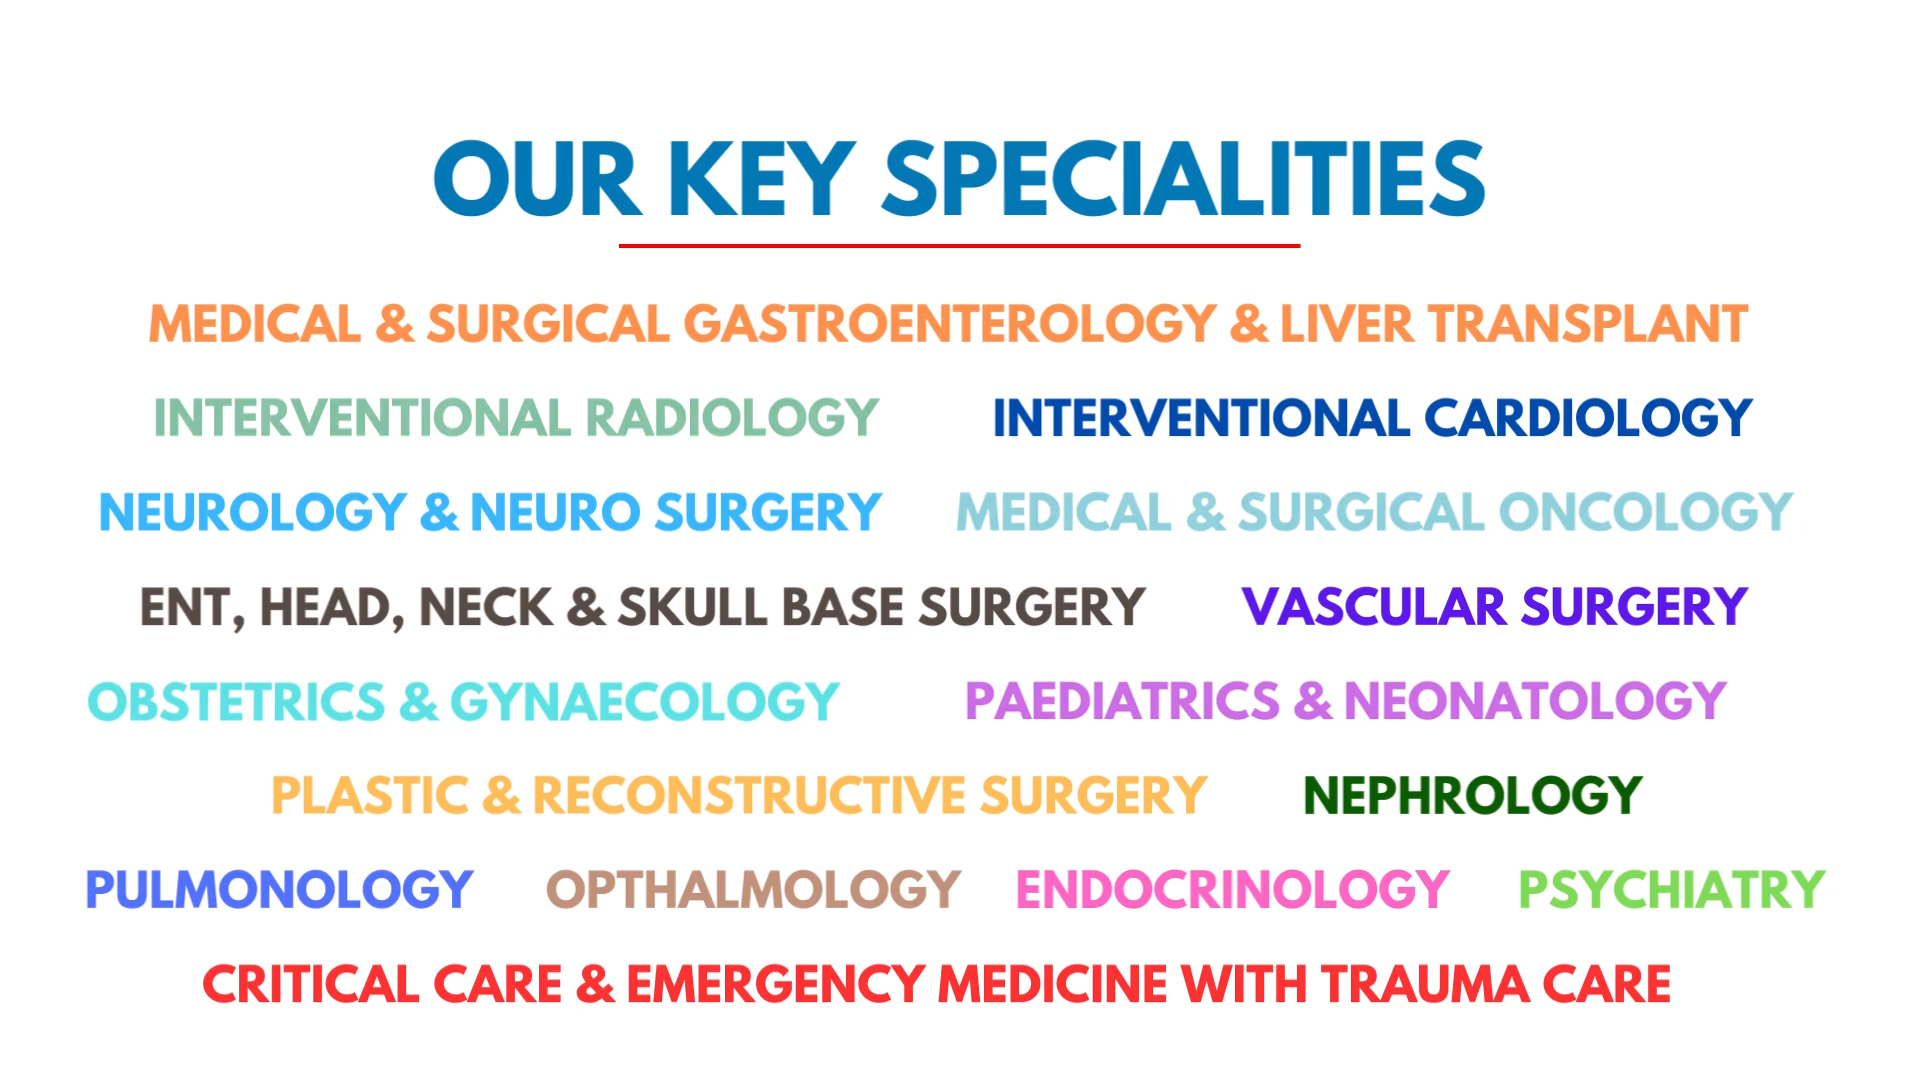 OUR KEY SPECIALITIES
MEDICAL & SURGICAL GASTROENTEROLOGY & LIVER TRANSPLANT
INTERVENTIONAL RADIOLOGY INTERVENTIONAL CARDIOLOGY
NEUROLOGY & NEURO SURGERY MEDICAL & SURGICAL ONCOLOGY
ENT, HEAD, NECK & SKULL BASE SURGERY VASCULAR SURGERY
OBSTETRICS & GYNAECOLOGY PAEDIATRICS & NEONATOLOGY
PLASTIC & RECONSTRUCTIVE SURGERY NEPHROLOGY
PULMONOLOGY OPTHALMOLOGY ENDOCRINOLOGY PSYCHIATRY
CRITICAL CARE & EMERGENCY MEDICINE WITH TRAUMA CARE